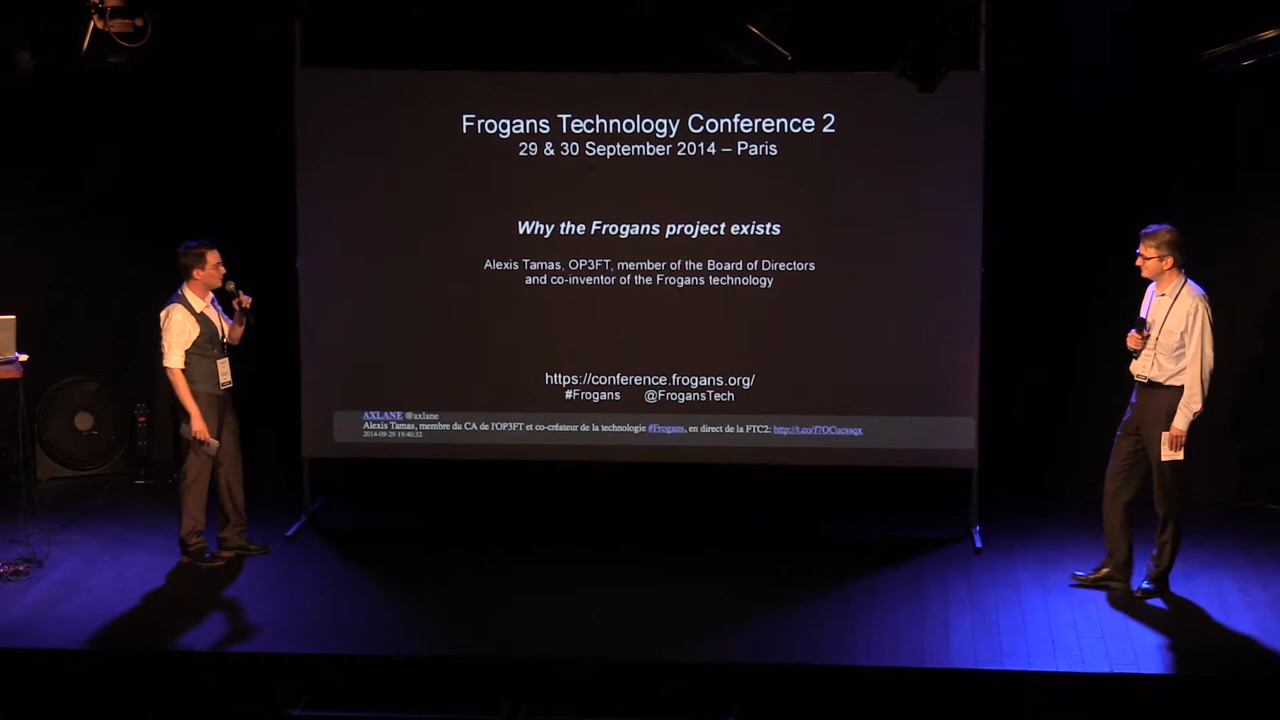 Frogans Technology Conference 2
29 & 30 September 2014 – Paris
Why the Frogans project exists
Alexis Tamas, OP3FT, member of the Board of Directors
and co-inventor of the Frogans technology
https://conference.frogans.org/
#Frogans @FrogansTech
AXLANE @axlane
Alexis Tamas, membre du CA de l'OP3FT et co-créateur de la technologie #Frogans, en direct de la FTC2:
2014-09-29 19:40:32